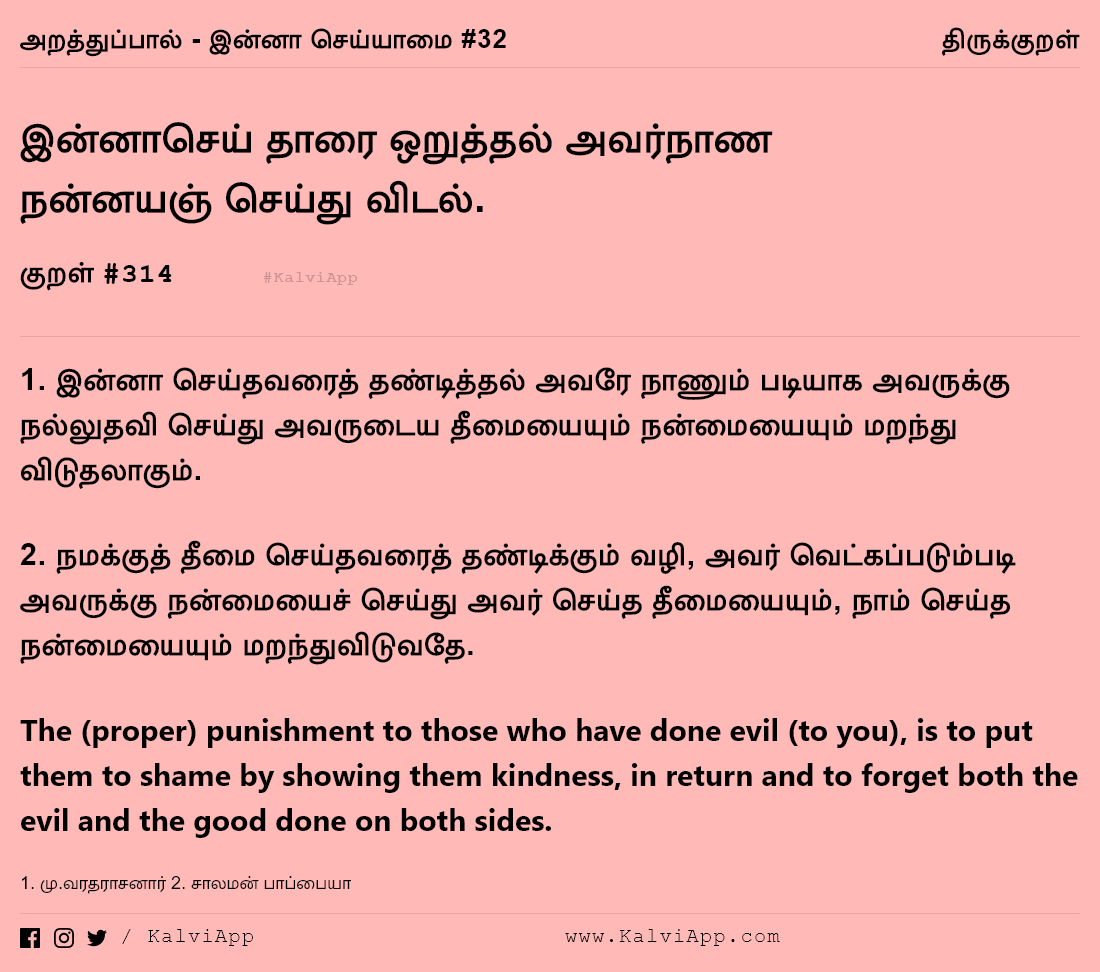 அறத்துப்பால் - இன்னா செய்யாமை #32 திருக்குறள்
இன்னாசெய் தாரை ஒறுத்தல் அவர்நாண
நன்னயஞ் செய்து விடல்.
குறள் #314 #KalviApp
1. இன்னா செய்தவரைத் தண்டித்தல் அவரே நாணும் படியாக அவருக்கு
நல்லுதவி செய்து அவருடைய தீமையையும் நன்மையையும் மறந்து
விடுதலாகும்.
2. நமக்குத் தீமை செய்தவரைத் தண்டிக்கும் வழி, அவர் வெட்கப்படும்படி
அவருக்கு நன்மையைச் செய்து அவர் செய்த தீமையையும், நாம் செய்த
நன்மையையும் மறந்துவிடுவதே.
The (proper) punishment to those who have done evil (to you), is to put
them to shame by showing them kindness, in return and to forget both the
evil and the good done on both sides.
1. மு.வரதராசனார் 2. சாலமன் பாப்பையா
/ KalviApp www.KalviApp.com